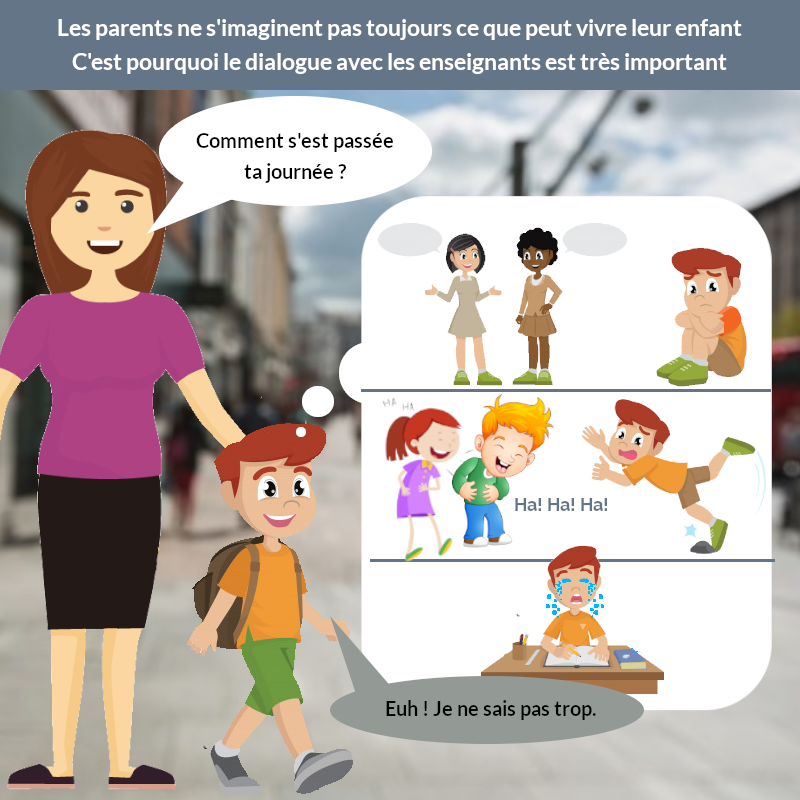 Les parents ne s'imaginent pas toujours ce que peut vivre leur enfant
C'est pourquoi le dialogue avec les enseignants est très important
Comment s'est passée
ta journée ?
HA HA
Ha! Ha! Ha!
Euh ! Je ne sais pas trop.